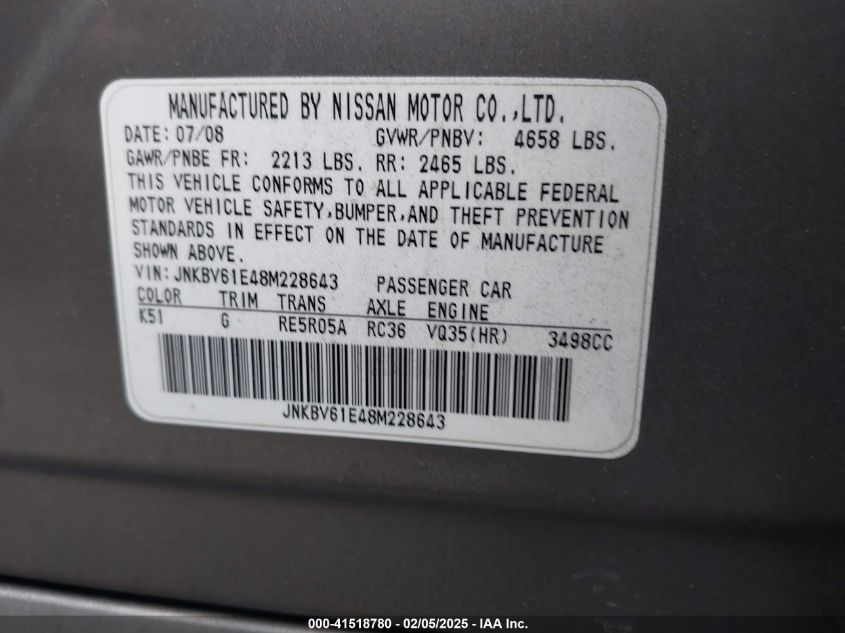 MANUFACTURED BY NISSAN MOTOR CO.,LTD.
DATE: 07/08 GVWR/PNBV: 4658 LBS.
GAWR/PNBE FR: 2213 LBS. RR: 2465 LBS.
THIS VEHICLE CONFORMS TO ALL APPLICABLE FEDERAL
MOTOR VEHICLE SAFETY,BUMPER,AND THEFT PREVENTION
STANDARDS IN EFFECT ON THE DATE OF MANUFACTURE
SHOWN ABOVE.
VIN: JNKBV61E48M228643 PASSENGER CAR
COLOR TRIM TRANS AXLE ENGINE
K51 G RE5R05A RC36 VQ35(HR) 3498CC
JNKBV61E48M228643
000-41518780 - 02/05/2025 - IAA Inc.